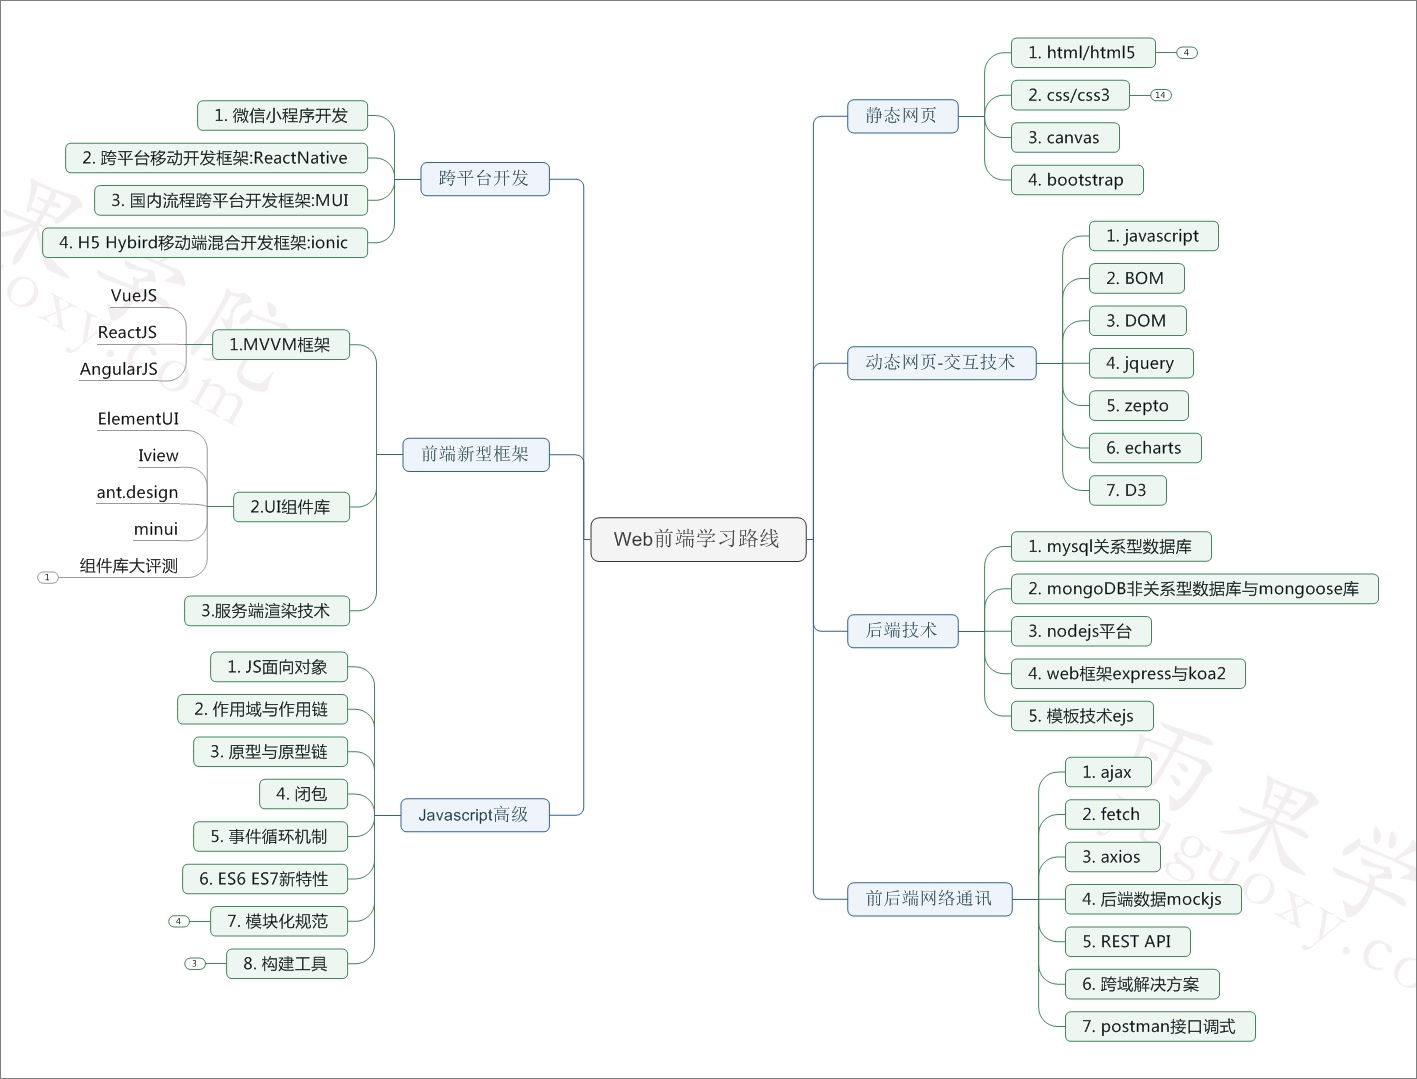 Web前端学习路线
静态网页
1. html/html5
4
2. css/css3
14
3. canvas
4. bootstrap
动态网页-交互技术
1. javascript
2. BOM
3. DOM
4. jquery
5. zepto
6. echarts
7. D3
后端技术
1. mysql关系型数据库
2. mongoDB非关系型数据库与mongoose库
3. nodejs平台
4. web框架express与koa2
5. 模板技术ejs
前后端网络通讯
1. ajax
2. fetch
3. axios
4. 后端数据mockjs
5. REST API
6. 跨域解决方案
7. postman接口调式
跨平台开发
1. 微信小程序开发
2. 跨平台移动开发框架:ReactNative
3. 国内流程跨平台开发框架:MUI
4. H5 Hybird移动端混合开发框架:ionic
前端新型框架
1.MVVM框架
VueJS
ReactJS
AngularJS
2.UI组件库
ElementUI
Iview
ant.design
minui
组件库大评测
1
3.服务端渲染技术
Javascript高级
1. JS面向对象
2. 作用域与作用链
3. 原型与原型链
4. 闭包
5. 事件循环机制
6. ES6 ES7新特性
7. 模块化规范
4
8. 构建工具
3
果学院
oxy.com
雨果学
yuguoxy.co